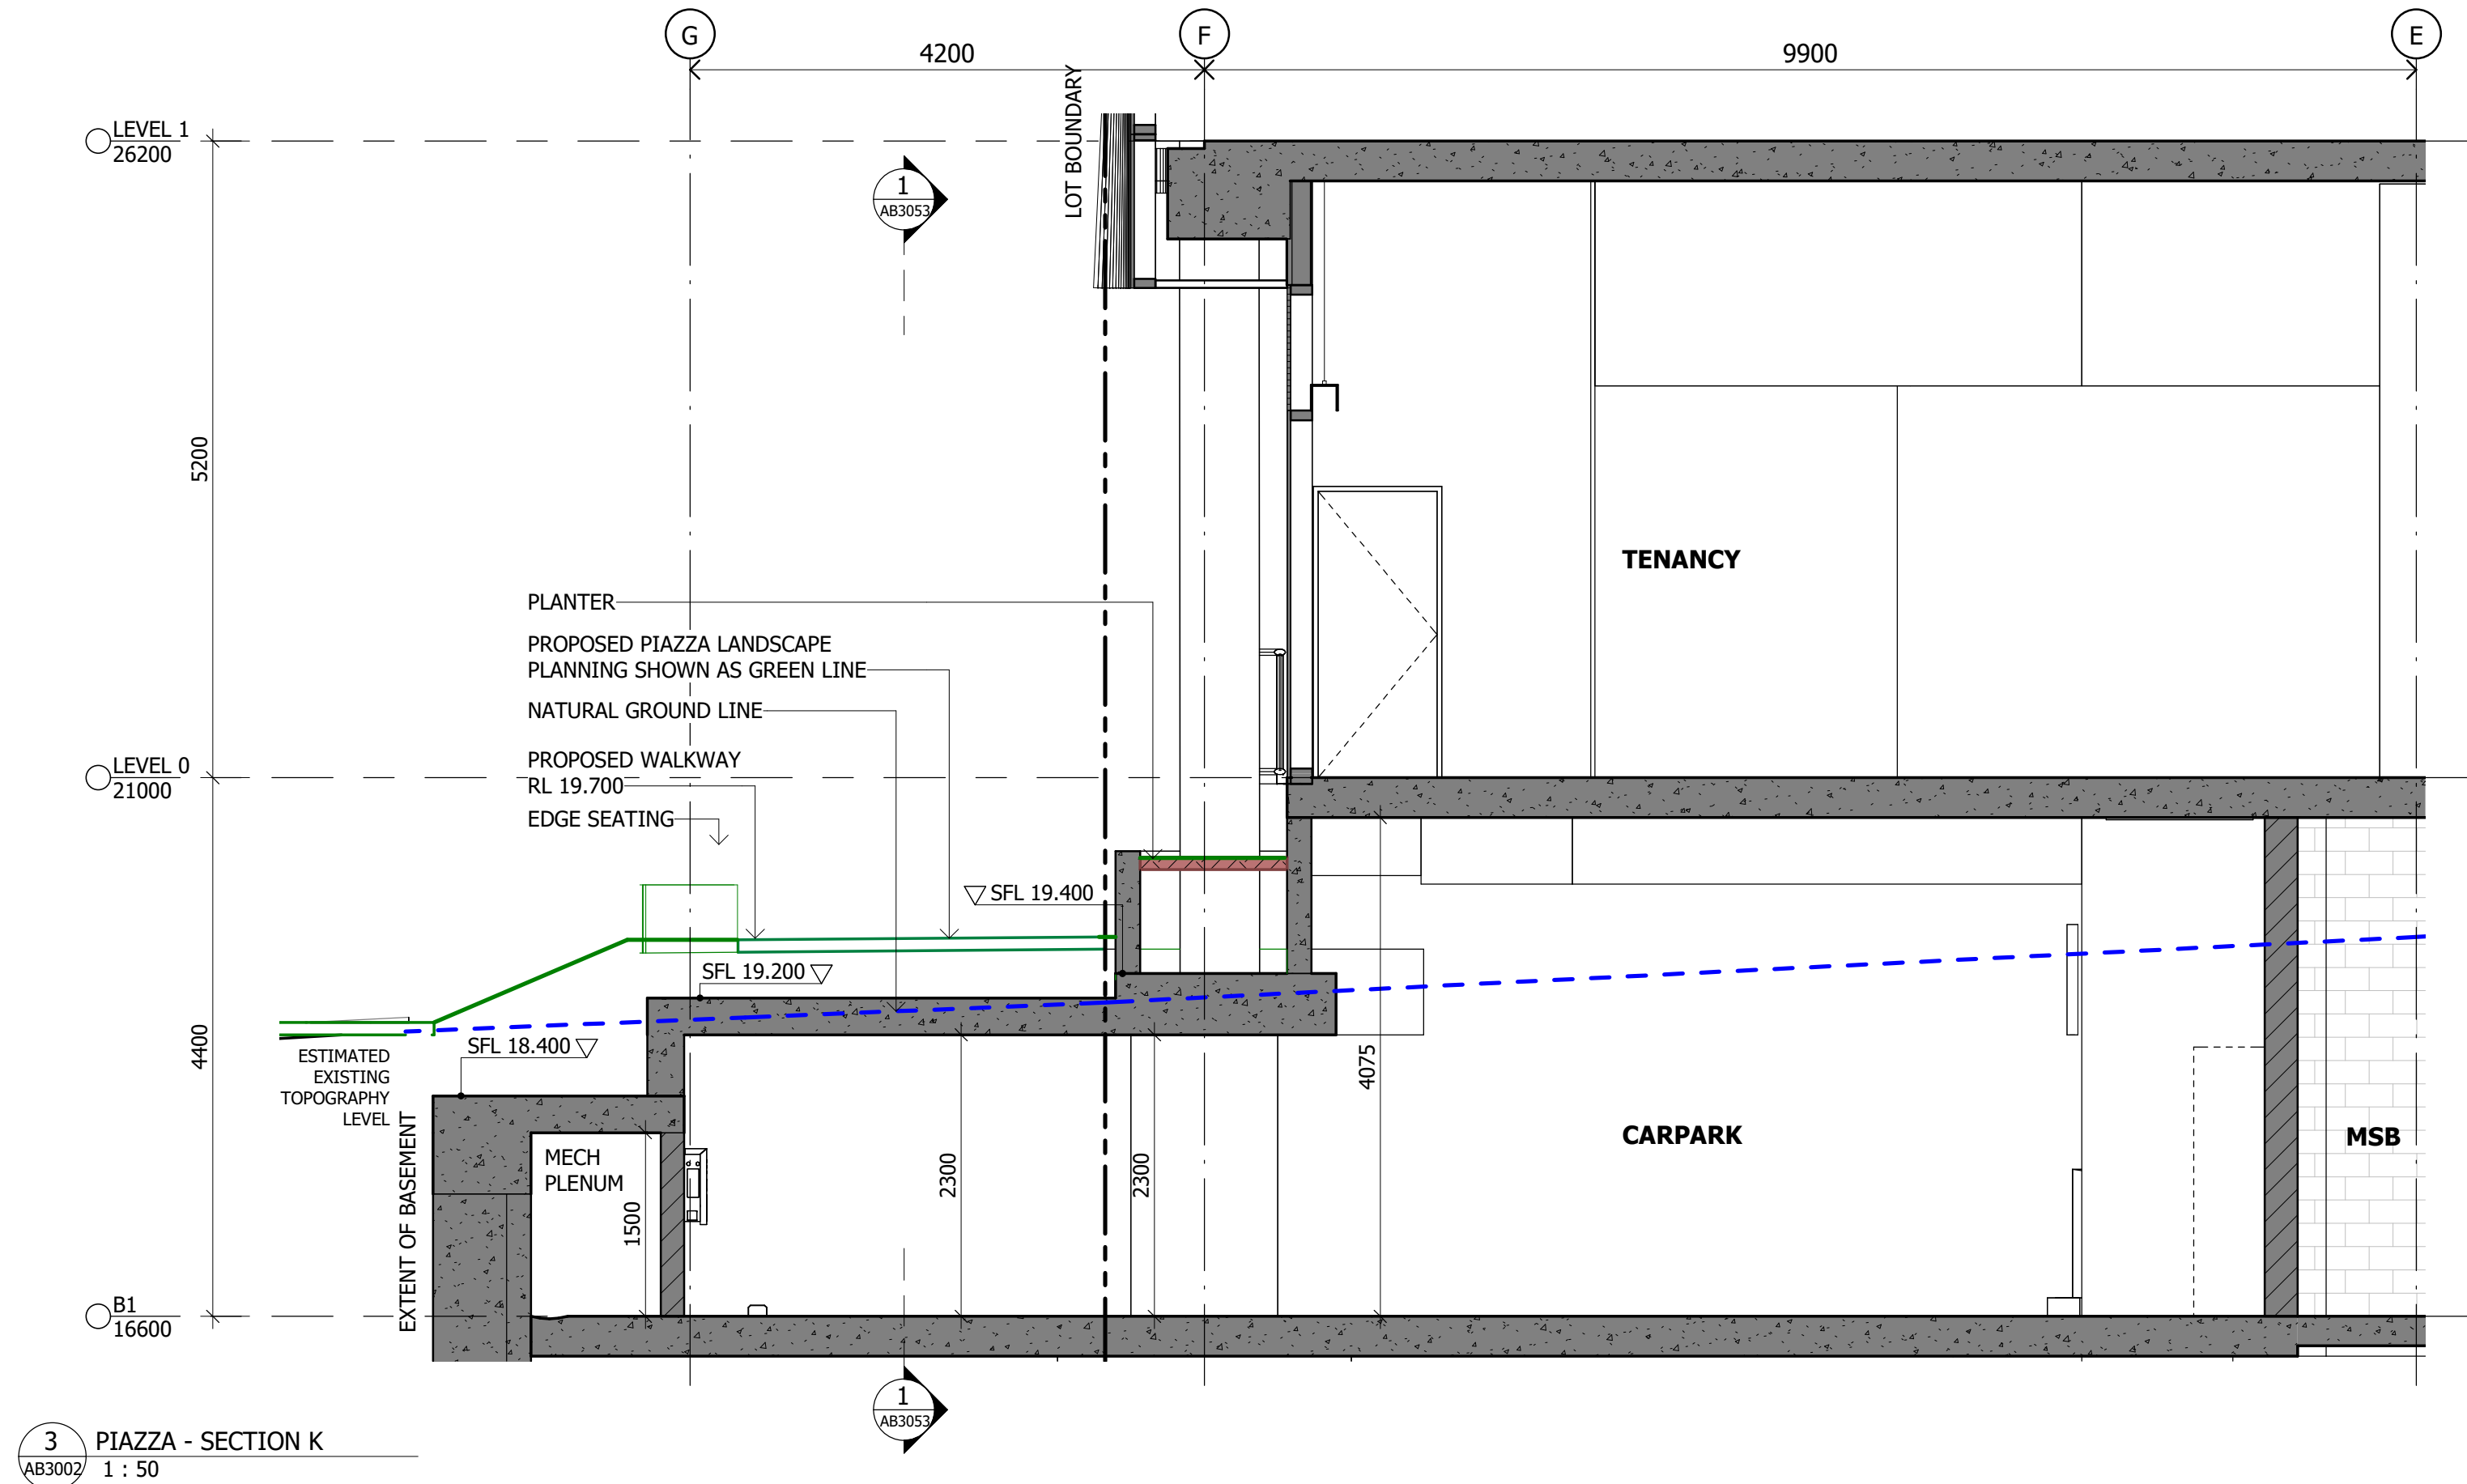 G
F
E
4200
9900
LOT BOUNDARY
LEVEL 1
26200
1
AB3053
5200
TENANCY
PLANTER
PROPOSED PIAZZA LANDSCAPE
PLANNING SHOWN AS GREEN LINE
NATURAL GROUND LINE
PROPOSED WALKWAY
RL 19.700
EDGE SEATING
LEVEL 0
21000
SFL 19.400
SFL 19.200
SFL 18.400
ESTIMATED
EXISTING
TOPOGRAPHY
LEVEL
4400
4075
EXTENT OF BASEMENT
MECH
PLENUM
1500
2300
2300
CARPARK
MSB
B1
16600
1
AB3053
3
AB3002
PIAZZA - SECTION K
1 : 50